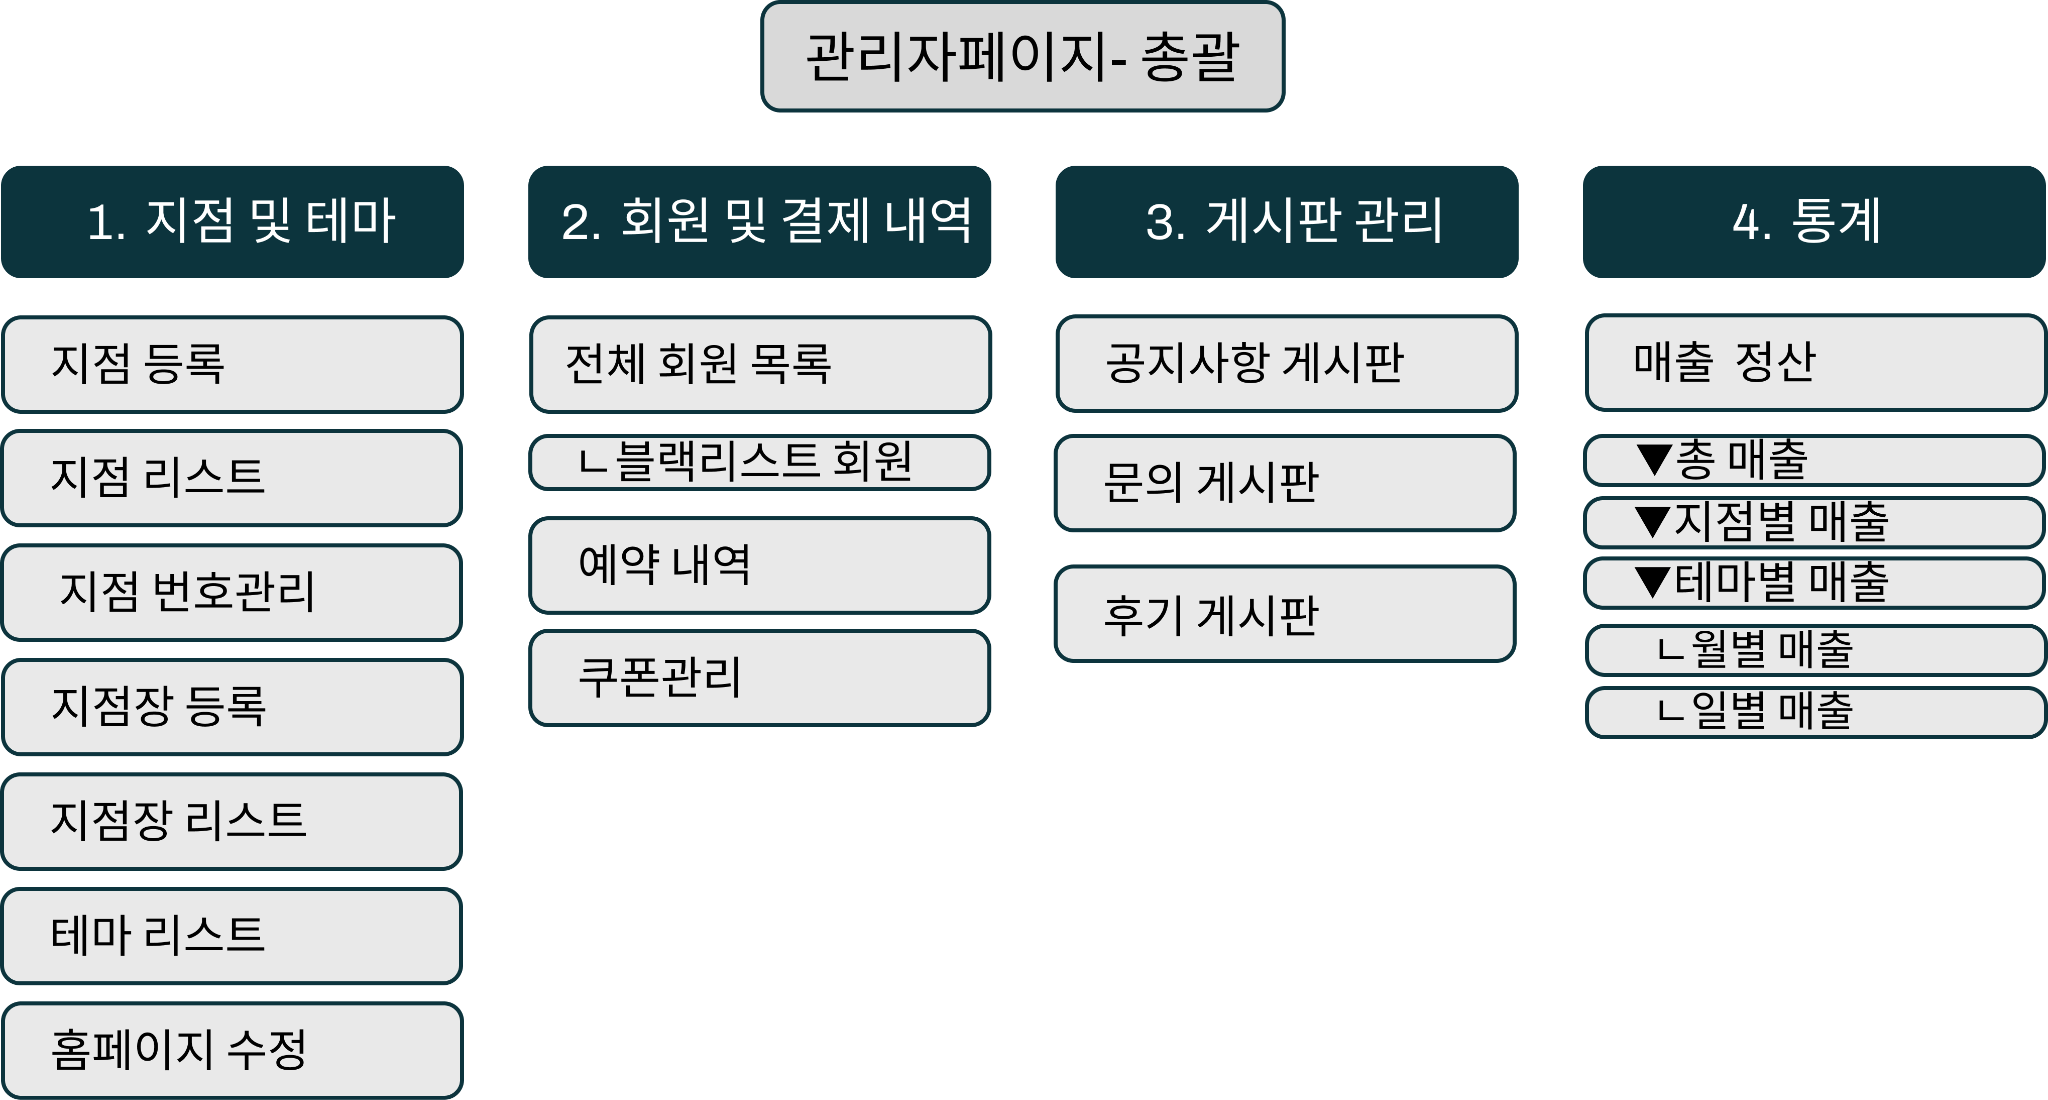 관리자페이지- 총괄
1. 지점 및 테마
지점 등록
지점 리스트
지점 번호관리
지점장 등록
지점장 리스트
테마 리스트
홈페이지 수정
2. 회원 및 결제 내역
전체 회원 목록
ㄴ블랙리스트 회원
예약 내역
쿠폰관리
3. 게시판 관리
공지사항 게시판
문의 게시판
후기 게시판
4. 통계
매출 정산
▼총 매출
▼지점별 매출
▼테마별 매출
ㄴ월별 매출
ㄴ일별 매출